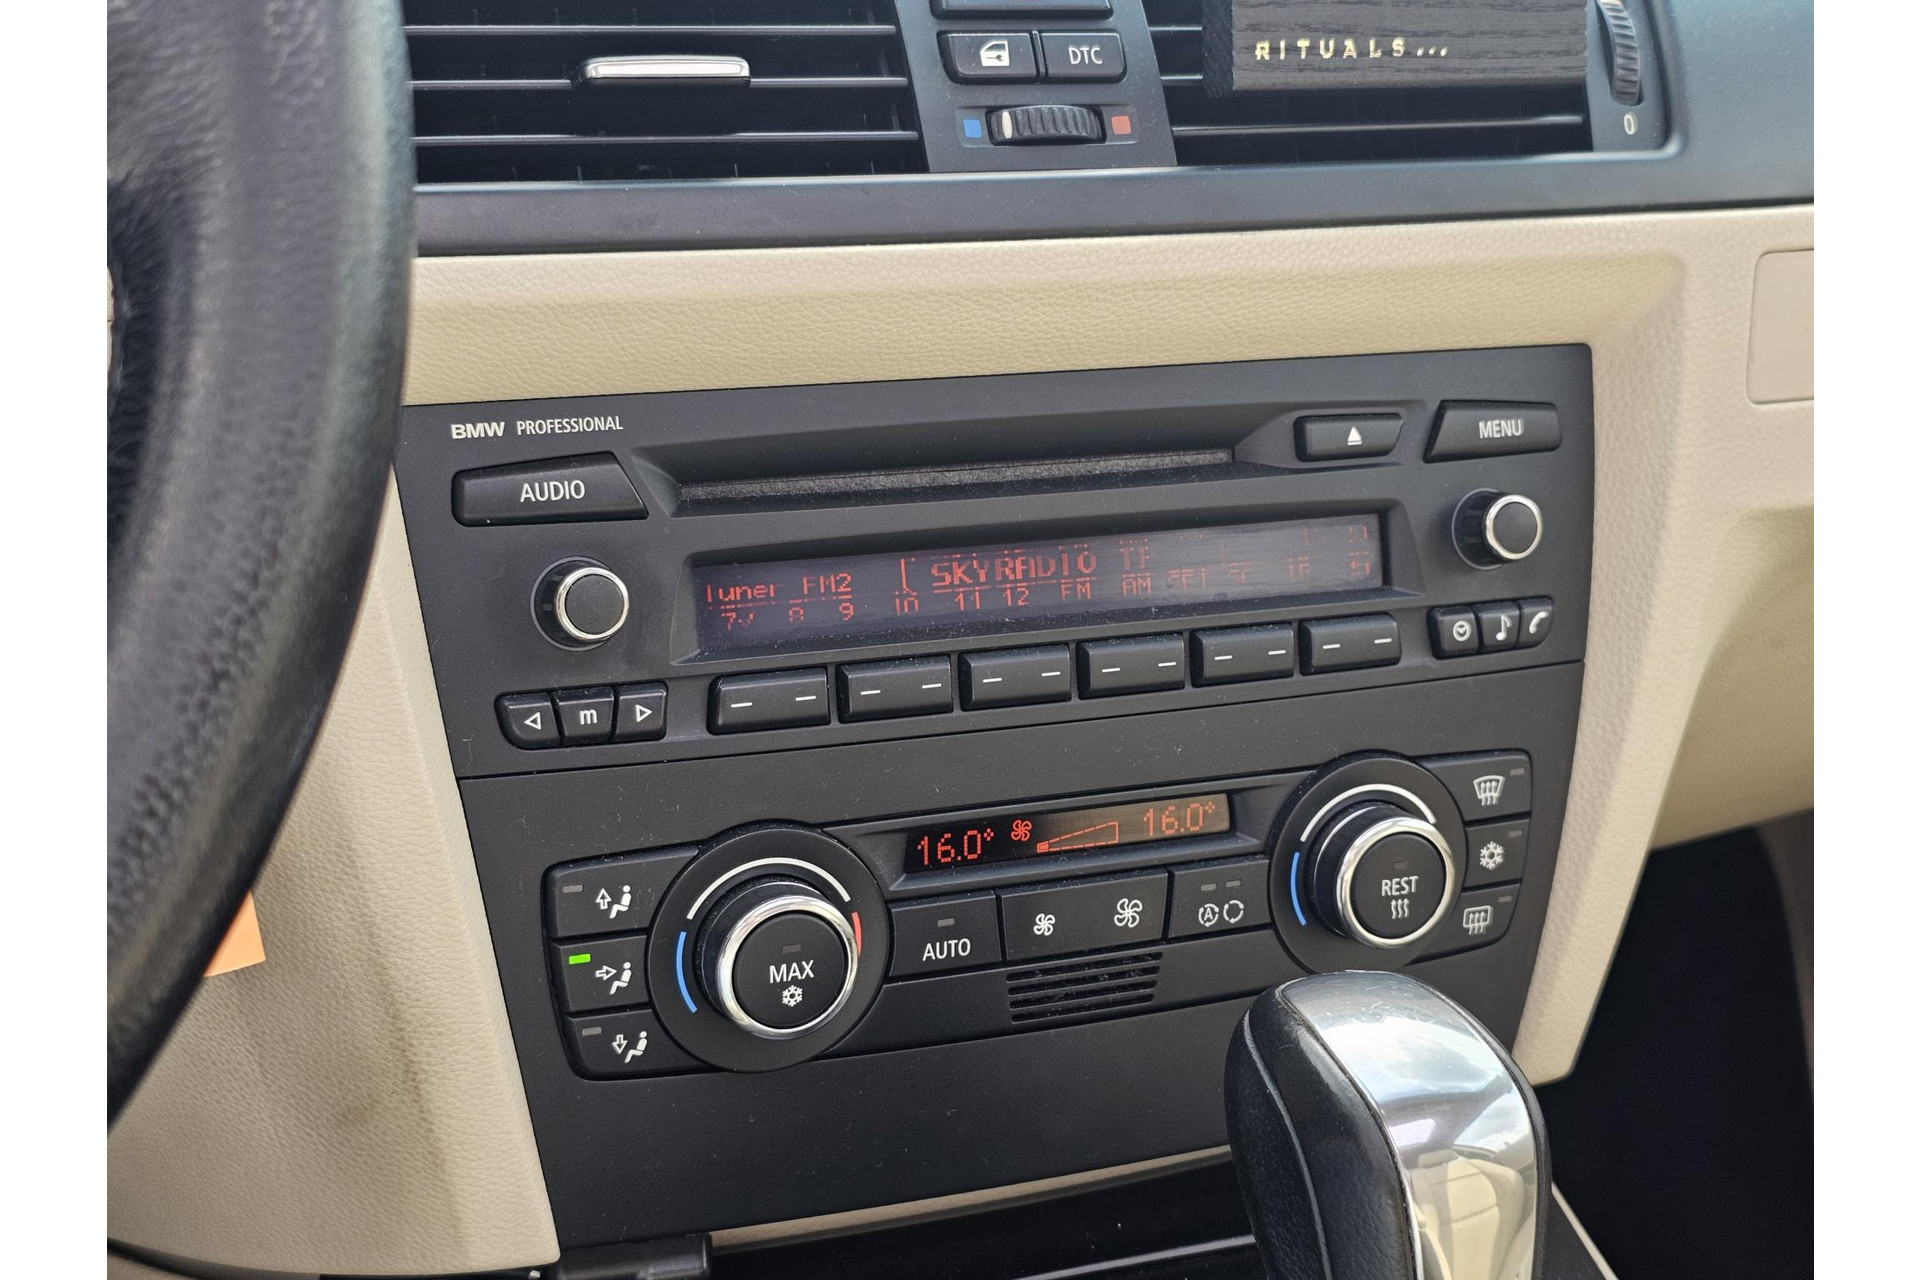 RITUALS...
DTC
0
BMW PROFESSIONAL
MENU
AUDIO
Tuner FM2 SKYRADIO TP
8 9 10 11 12 FM AM
m
16.0° 16.0°
REST
AUTO
A
MAX